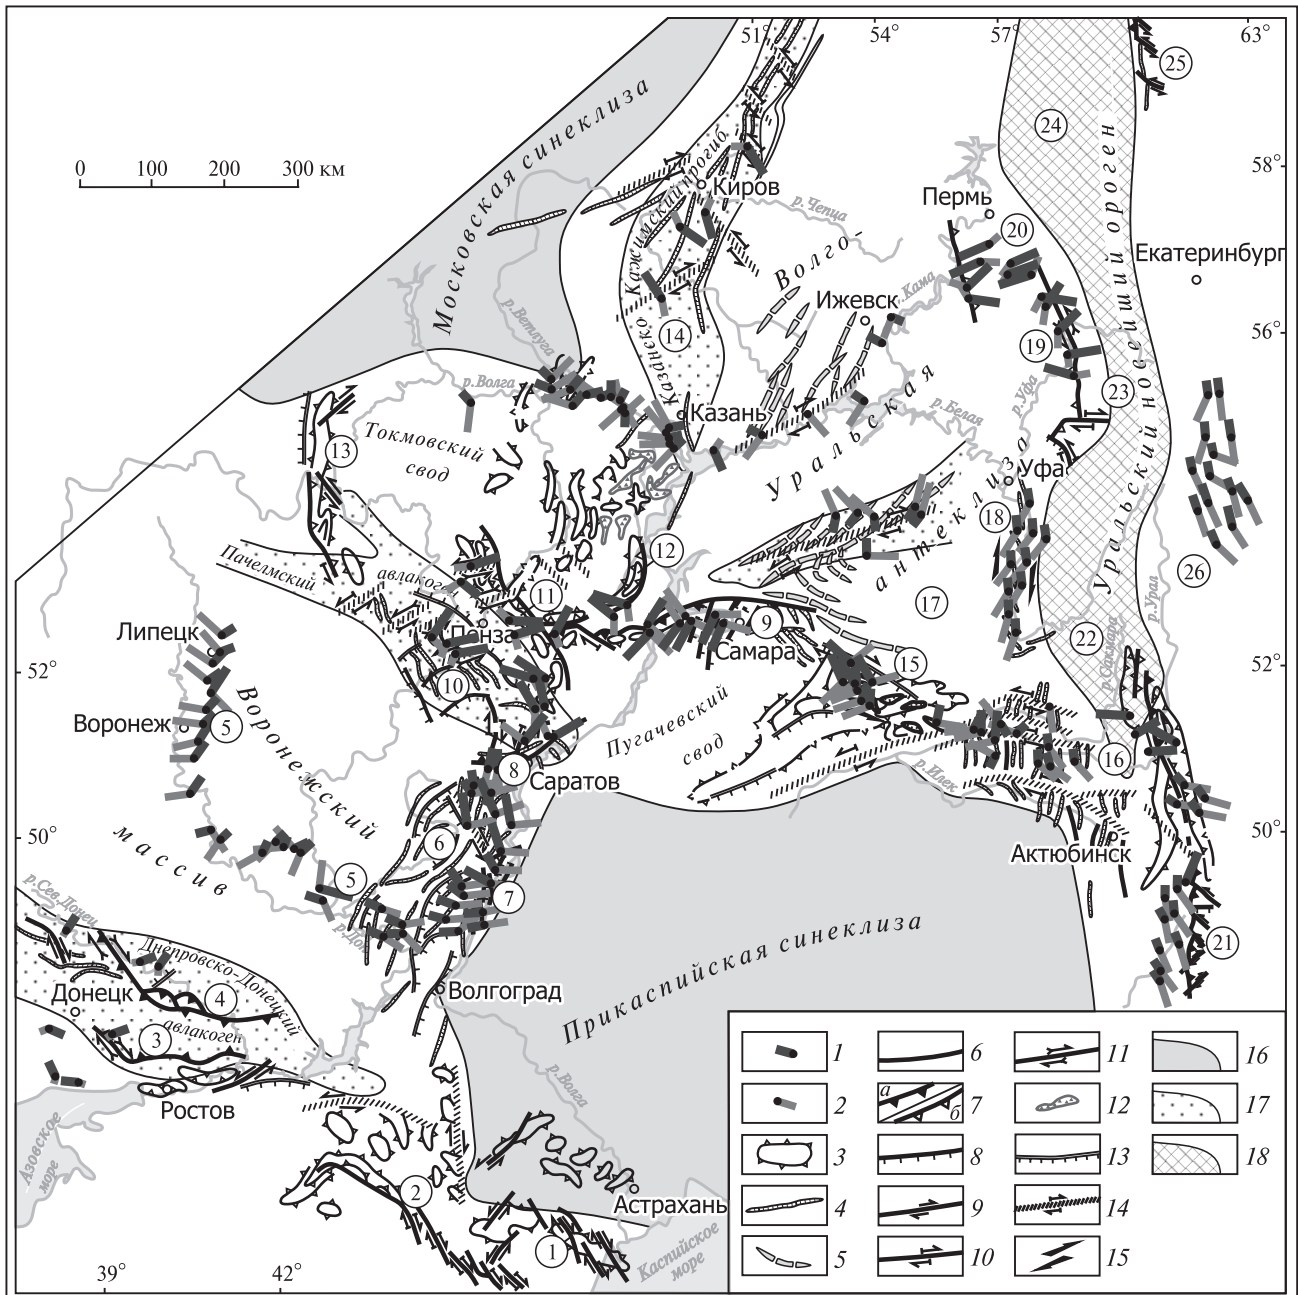 51°
54°
57°
63°
25
24
Московская синеклиза
Уральский ороген
ороген
58°
0 100 200 300 км
Казанско-
Кажимский прогиб
Киров
р.Чепца
Пермь
20
Волго-
Екатеринбург
р.Кама
Ижевск
р.Ветлуга
14
19
56°
р.Уфа
р.Волга
23
Казань
р.Белая
Уральская
Токмовский
свод
13
Уфа
18
антеклиза
12
Пачелмский
авлакоген
11
17
26
р.Урал
Липецк
Пенза
9
Самара
22
р.Сакмара
52°
52°
15
10
Воронеж
5
Воронежский
массив
Пугачевский
свод
8
Саратов
р.Илек
16
50°
50°
6
Актюбинск
5
7
р.Сев.Донец
р.Дон
Прикаспийская синеклиза
21
Днепровско-Донецкий
авлакоген
Донецк
4
Волгоград
3
Ростов
р.Волга
Азовское
море
2
Астрахань
1
Каспийское
море
39°
42°
1 6 11 16
2 а б 7 12 17
3 8 13 18
4 9 14
5 10 15